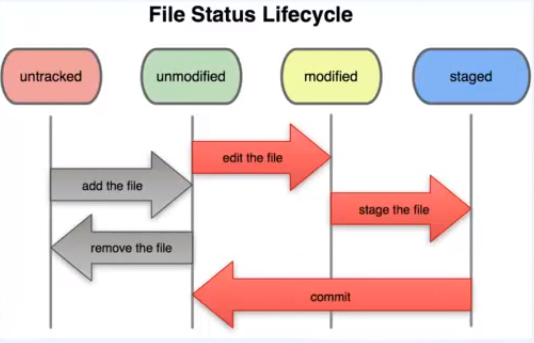 File Status Lifecycle
untracked
unmodified
modified
staged
edit the file
add the file
stage the file
remove the file
commit